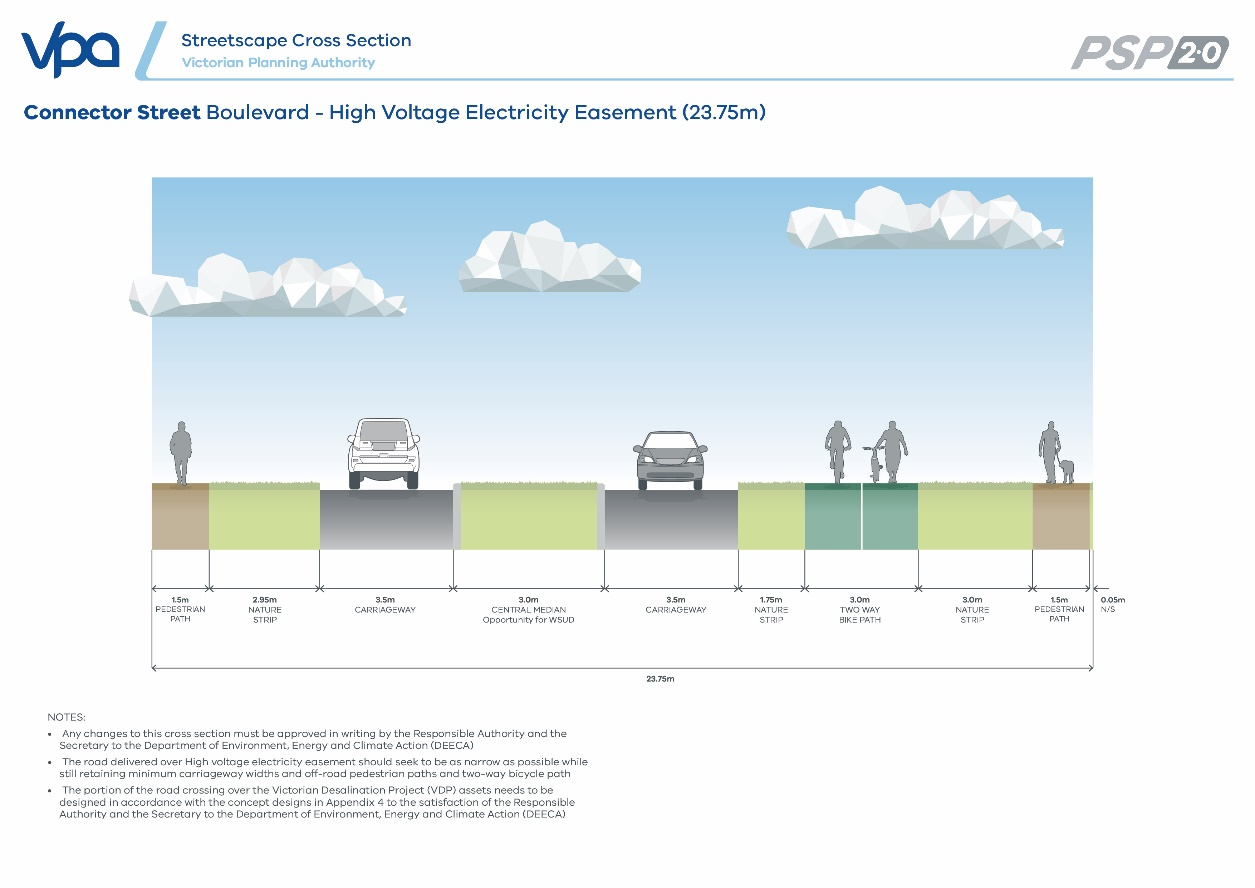 vpa
Streetscape Cross Section
Victorian Planning Authority
PSP 2·0
Connector Street Boulevard - High Voltage Electricity Easement (23.75m)
1.5m
PEDESTRIAN
PATH
2.95m
NATURE
STRIP
3.5m
CARRIAGEWAY
3.0m
CENTRAL MEDIAN
Opportunity for WSUD
3.5m
CARRIAGEWAY
1.75m
NATURE
STRIP
3.0m
TWO WAY
BIKE PATH
3.0m
NATURE
STRIP
1.5m
PEDESTRIAN
PATH
0.05m
N/S
23.75m
NOTES:
• Any changes to this cross section must be approved in writing by the Responsible Authority and the
Secretary to the Department of Environment, Energy and Climate Action (DEECA)
• The road delivered over High voltage electricity easement should seek to be as narrow as possible while
still retaining minimum carriageway widths and off-road pedestrian paths and two-way bicycle path
• The portion of the road crossing over the Victorian Desalination Project (VDP) assets needs to be
designed in accordance with the concept designs in Appendix 4 to the satisfaction of the Responsible
Authority and the Secretary to the Department of Environment, Energy and Climate Action (DEECA)